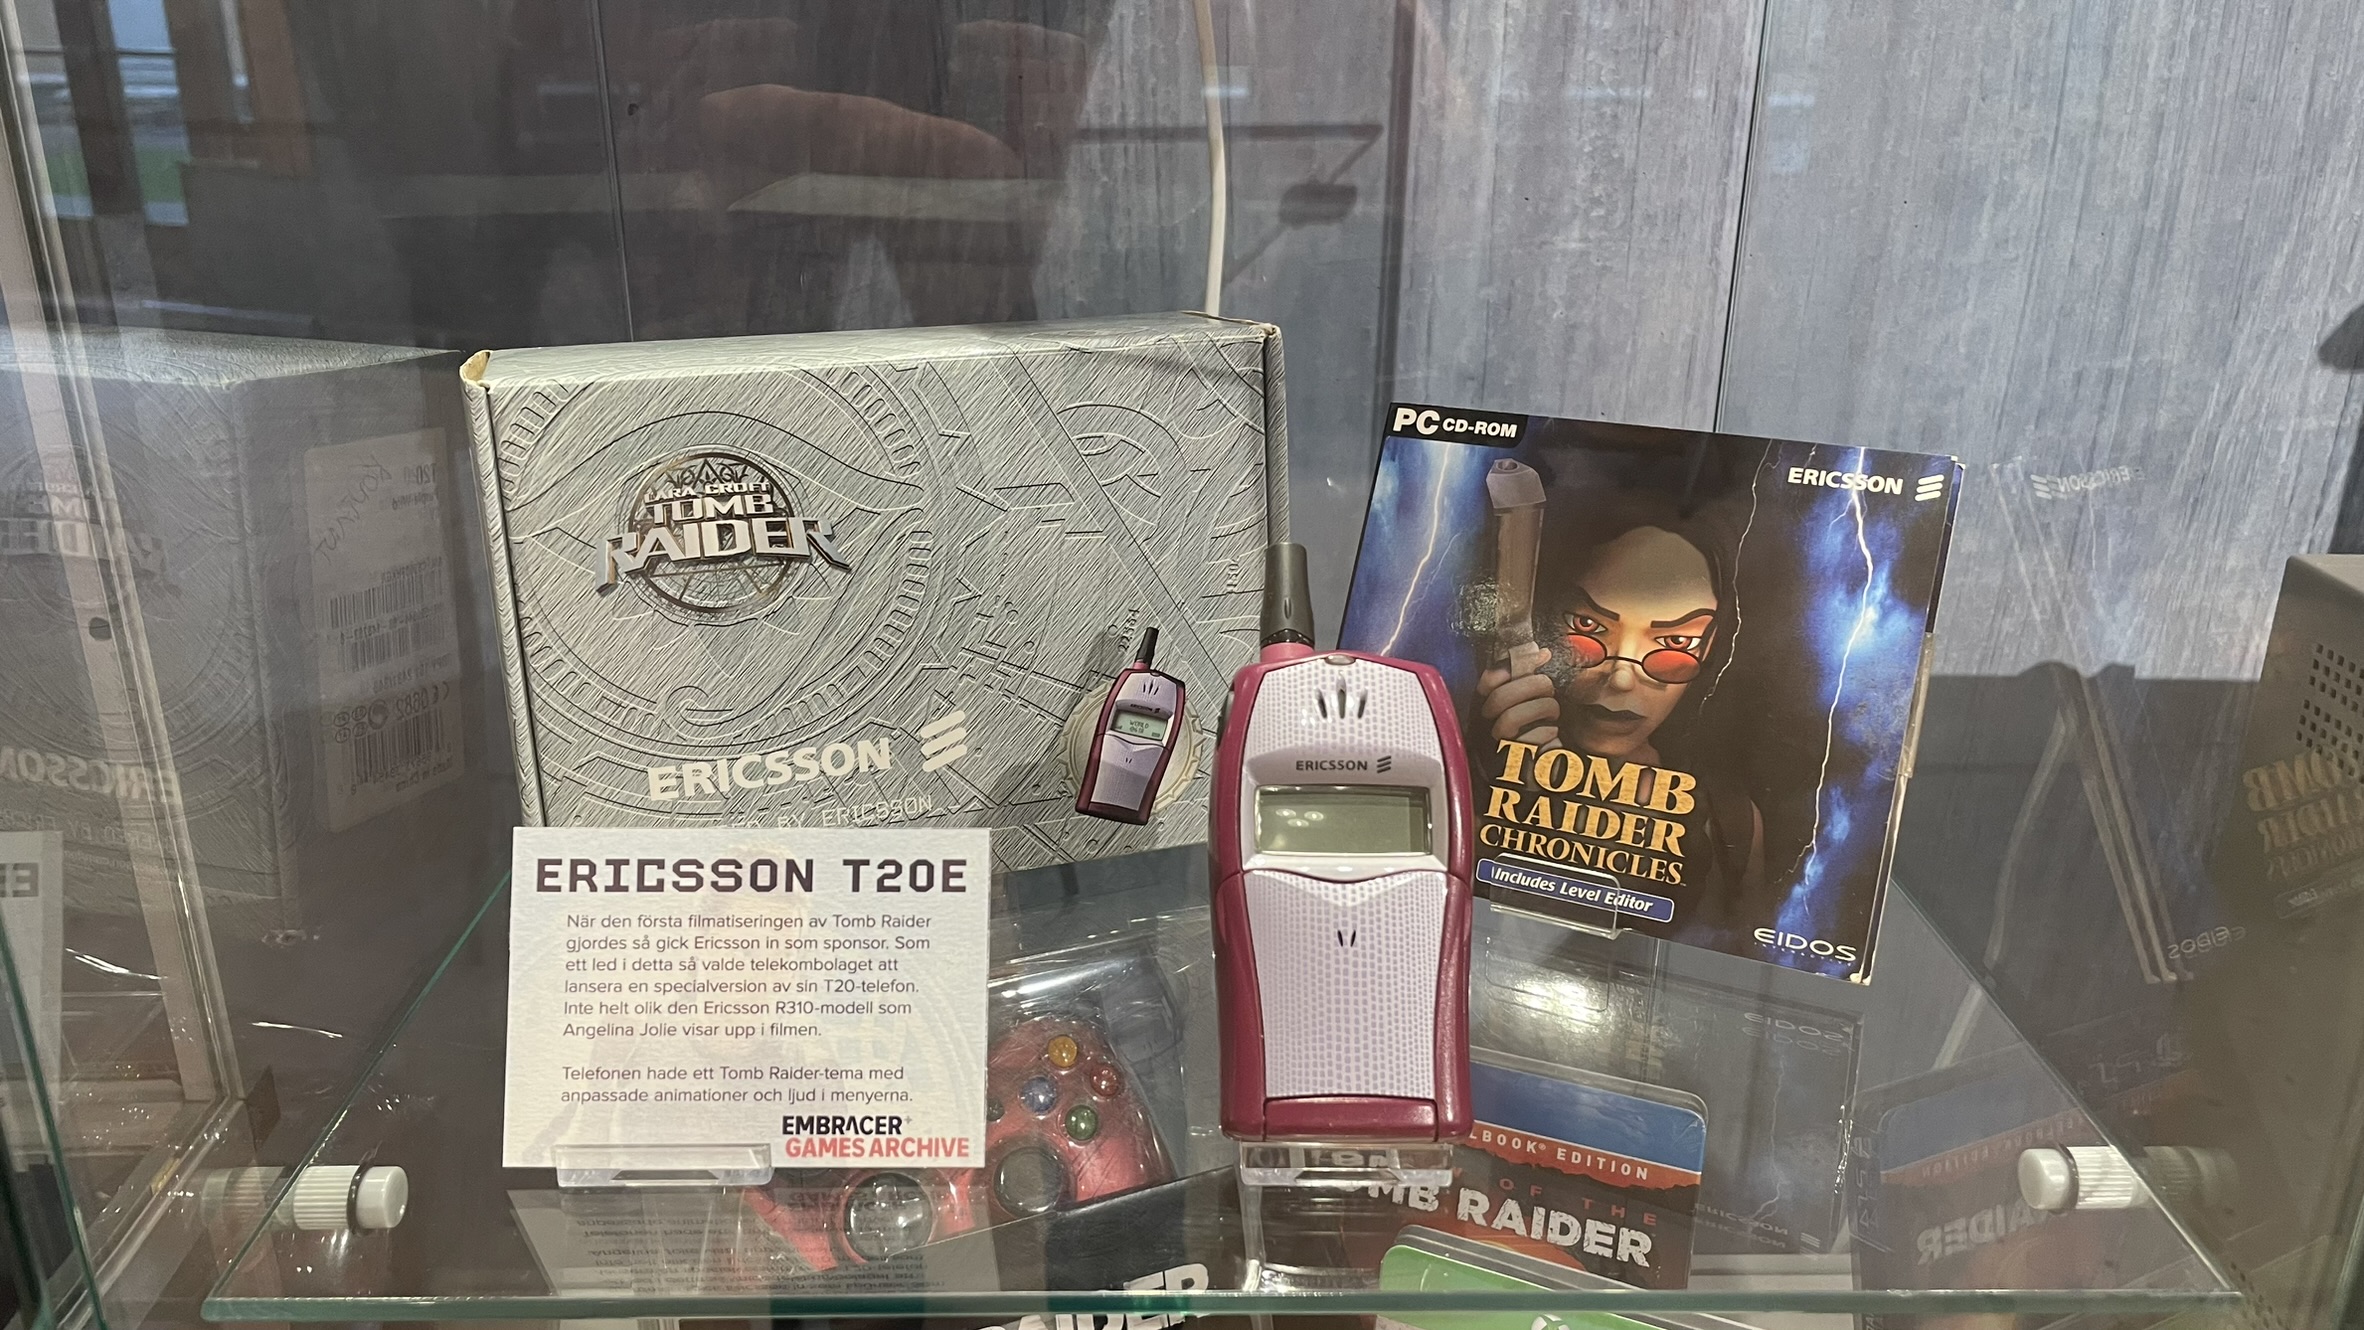 LARA CROFT
TOMB
RAIDER
ERICSSON
BY ERICSSON
PC CD-ROM
ERICSSON
TOMB
RAIDER
CHRONICLES
Includes Level Editor
EIDOS
ERICSSON
ERICSSON T20E
När den första filmatiseringen av Tomb Raider
gjordes så gick Ericsson in som sponsor. Som
ett led i detta så valde telekombolaget att
lansera en specialversion av sin T20-telefon.
Inte helt olik den Ericsson R310-modell som
Angelina Jolie visar upp i filmen.
Telefonen hade ett Tomb Raider-tema med
anpassade animationer och ljud i menyerna.
EMBRACER+
GAMES ARCHIVE
EDITION
OF THE
RAIDER